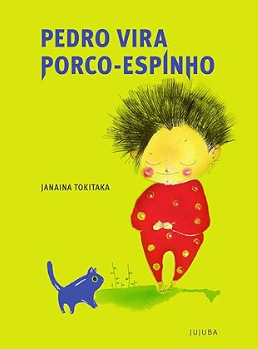 PEDRO VIRA
PORCO-ESPINHO
JANAINA TOKITAKA
JUJUBA